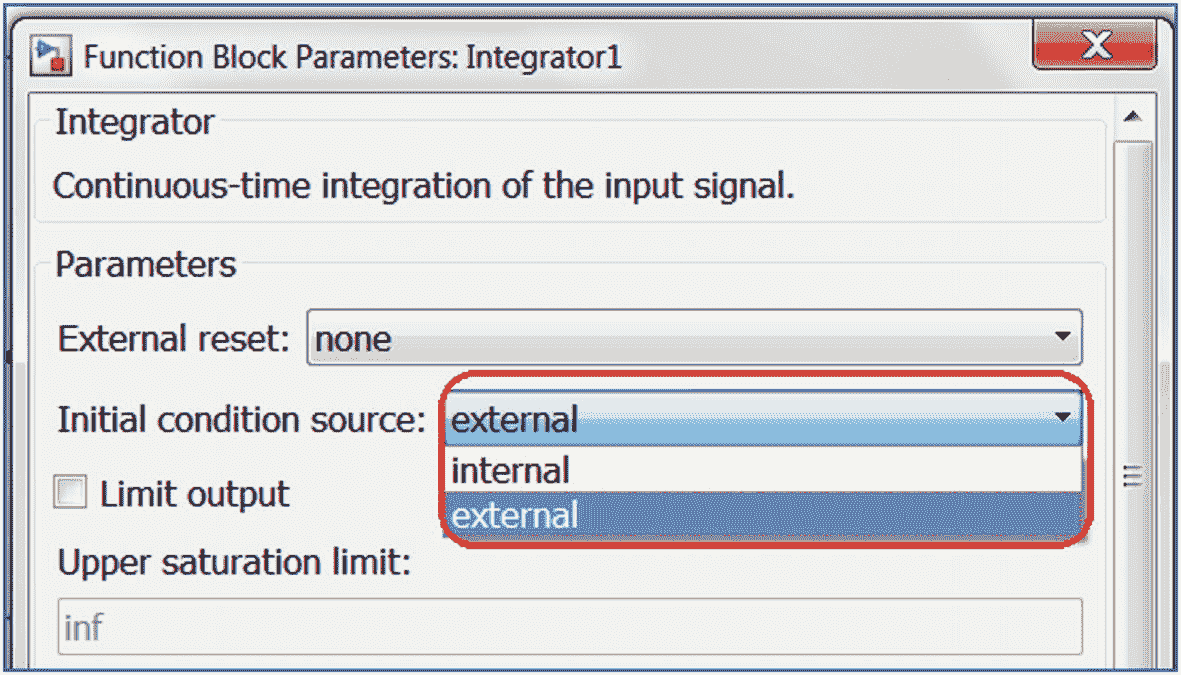 Function Block Parameters: Integrator1
Integrator
Continuous-time integration of the input signal.
Parameters
External reset: none
Initial condition source: external
internal
external
Limit output
Upper saturation limit:
inf